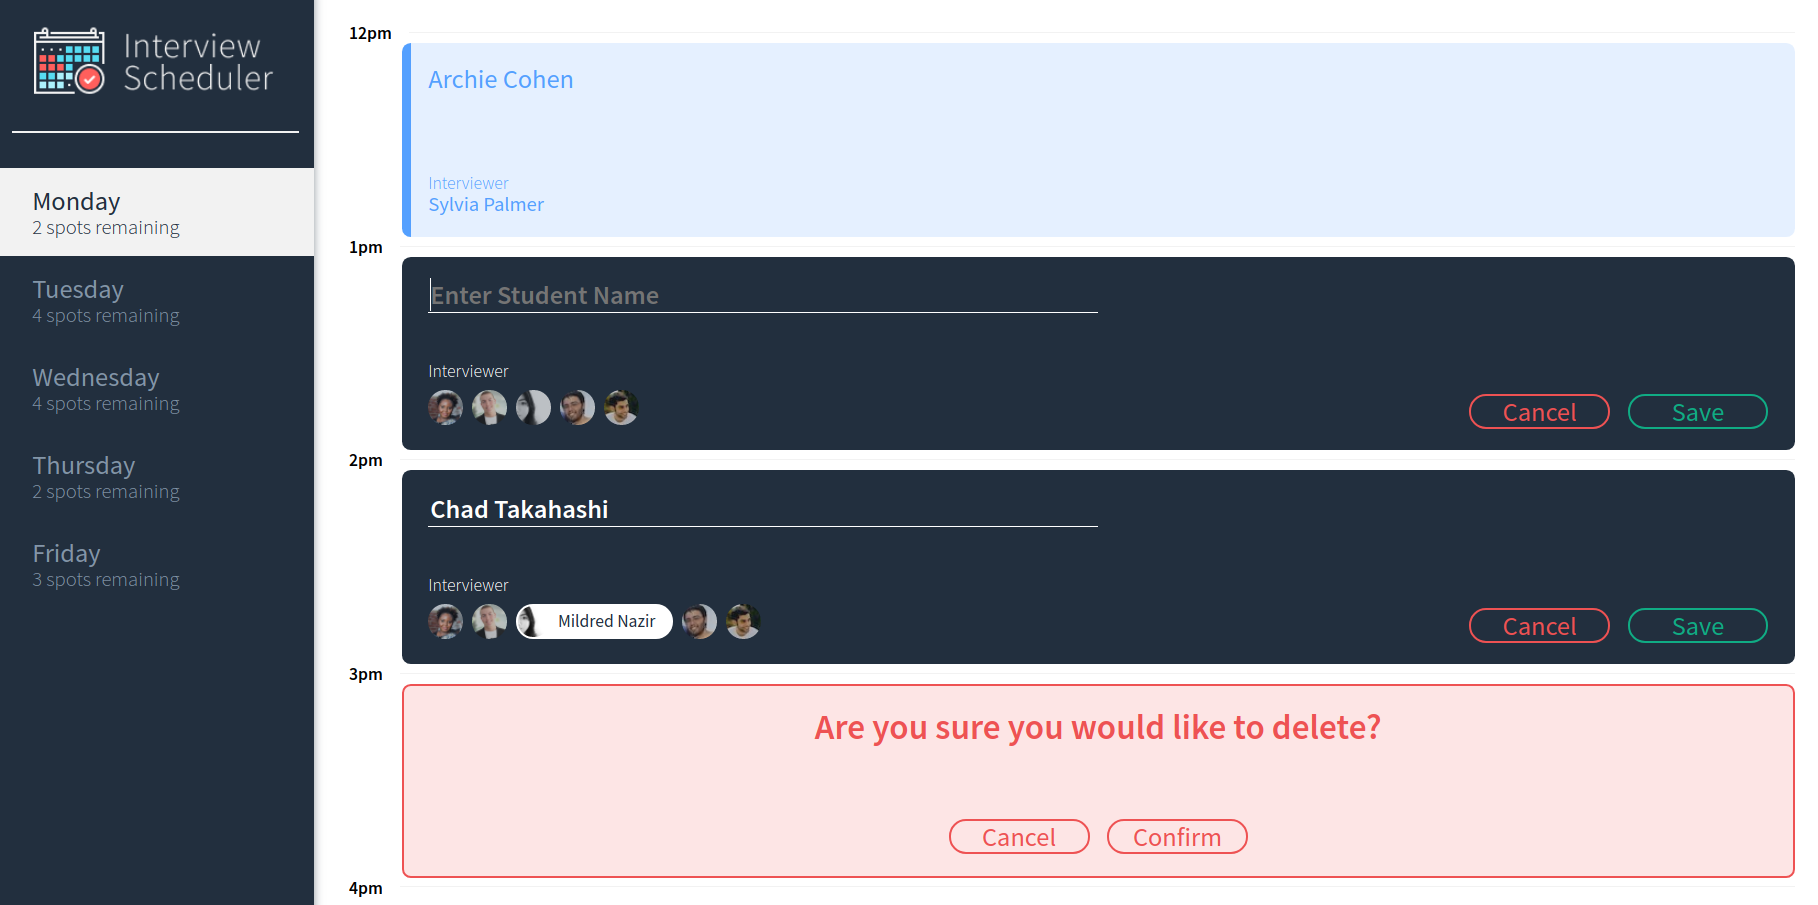 Interview
Scheduler
Monday
2 spots remaining
Tuesday
4 spots remaining
Wednesday
4 spots remaining
Thursday
2 spots remaining
Friday
3 spots remaining
12pm
Archie Cohen
Interviewer
Sylvia Palmer
1pm
Enter Student Name
Interviewer
Cancel Save
2pm
Chad Takahashi
Interviewer
Mildred Nazir
Cancel Save
3pm
Are you sure you would like to delete?
Cancel Confirm
4pm